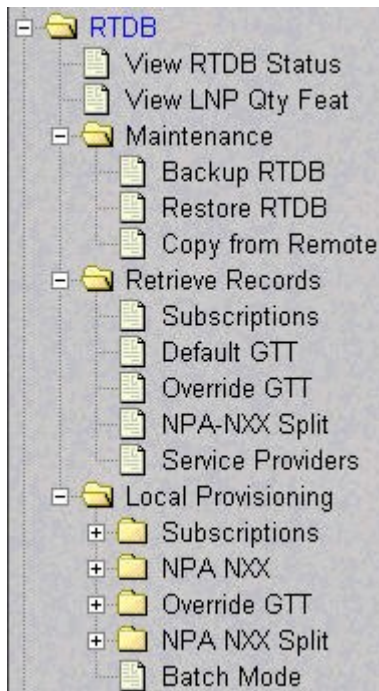 RTDB
View RTDB Status
View LNP Qty Feat
Maintenance
Backup RTDB
Restore RTDB
Copy from Remote
Retrieve Records
Subscriptions
Default GTT
Override GTT
NPA-NXX Split
Service Providers
Local Provisioning
Subscriptions
NPA NXX
Override GTT
NPA NXX Split
Batch Mode